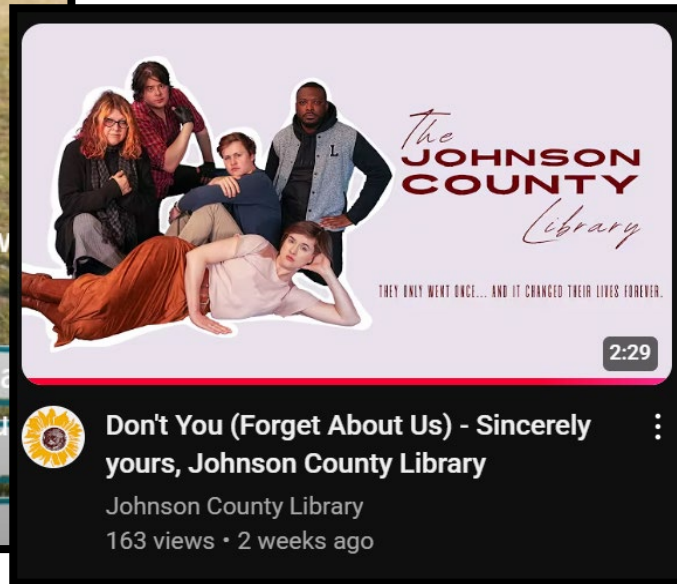 The
JOHNSON
COUNTY
Library
THEY ONLY WENT ONCE... AND IT CHANGED THEIR LIVES FOREVER.
L
2:29
Don't You (Forget About Us) - Sincerely
yours, Johnson County Library
Johnson County Library
163 views • 2 weeks ago